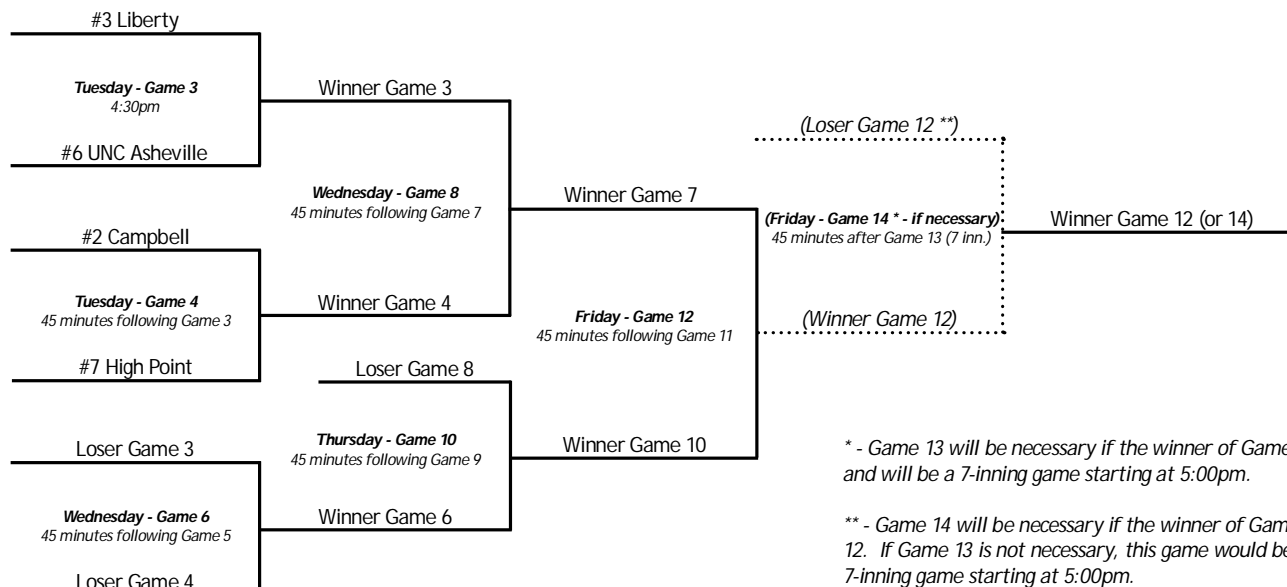 #3 Liberty
Tuesday - Game 3
4:30pm
#6 UNC Asheville
Winner Game 3
Wednesday - Game 8
45 minutes following Game 7
#2 Campbell
Tuesday - Game 4
45 minutes following Game 3
#7 High Point
Winner Game 4
Winner Game 7
(Loser Game 12 **)
(Friday - Game 14 * - if necessary)
45 minutes after Game 13 (7 inn.)
(Winner Game 12)
Winner Game 12 (or 14)
Friday - Game 12
45 minutes following Game 11
Loser Game 8
Thursday - Game 10
45 minutes following Game 9
Winner Game 10
Loser Game 3
Wednesday - Game 6
45 minutes following Game 5
Loser Game 4
Winner Game 6
* - Game 13 will be necessary if the winner of Game
and will be a 7-inning game starting at 5:00pm.
** - Game 14 will be necessary if the winner of Gam
12. If Game 13 is not necessary, this game would be
7-inning game starting at 5:00pm.